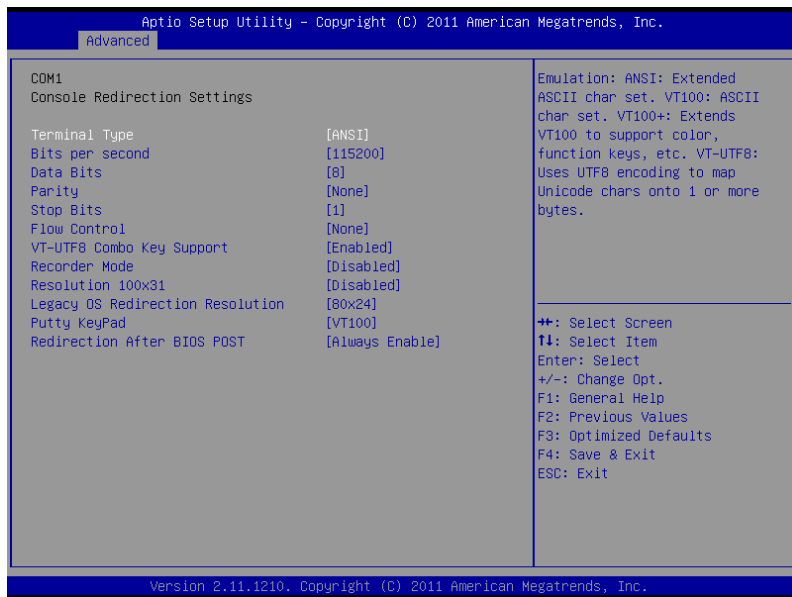 Aptio Setup Utility – Copyright (C) 2011 American Megatrends, Inc.
Advanced
COM1
Console Redirection Settings
Terminal Type [ANSI]
Bits per second [115200]
Data Bits [8]
Parity [None]
Stop Bits [1]
Flow Control [None]
VT-UTF8 Combo Key Support [Enabled]
Recorder Mode [Disabled]
Resolution 100x31 [Disabled]
Legacy OS Redirection Resolution [80x24]
Putty KeyPad [VT100]
Redirection After BIOS POST [Always Enable]
Emulation: ANSI: Extended
ASCII char set. VT100: ASCII
char set. VT100+: Extends
VT100 to support color,
function keys, etc. VT-UTF8:
Uses UTF8 encoding to map
Unicode chars onto 1 or more
bytes.
→←: Select Screen
↑↓: Select Item
Enter: Select
+/-: Change Opt.
F1: General Help
F2: Previous Values
F3: Optimized Defaults
F4: Save & Exit
ESC: Exit
Version 2.11.1210. Copyright (C) 2011 American Megatrends, Inc.